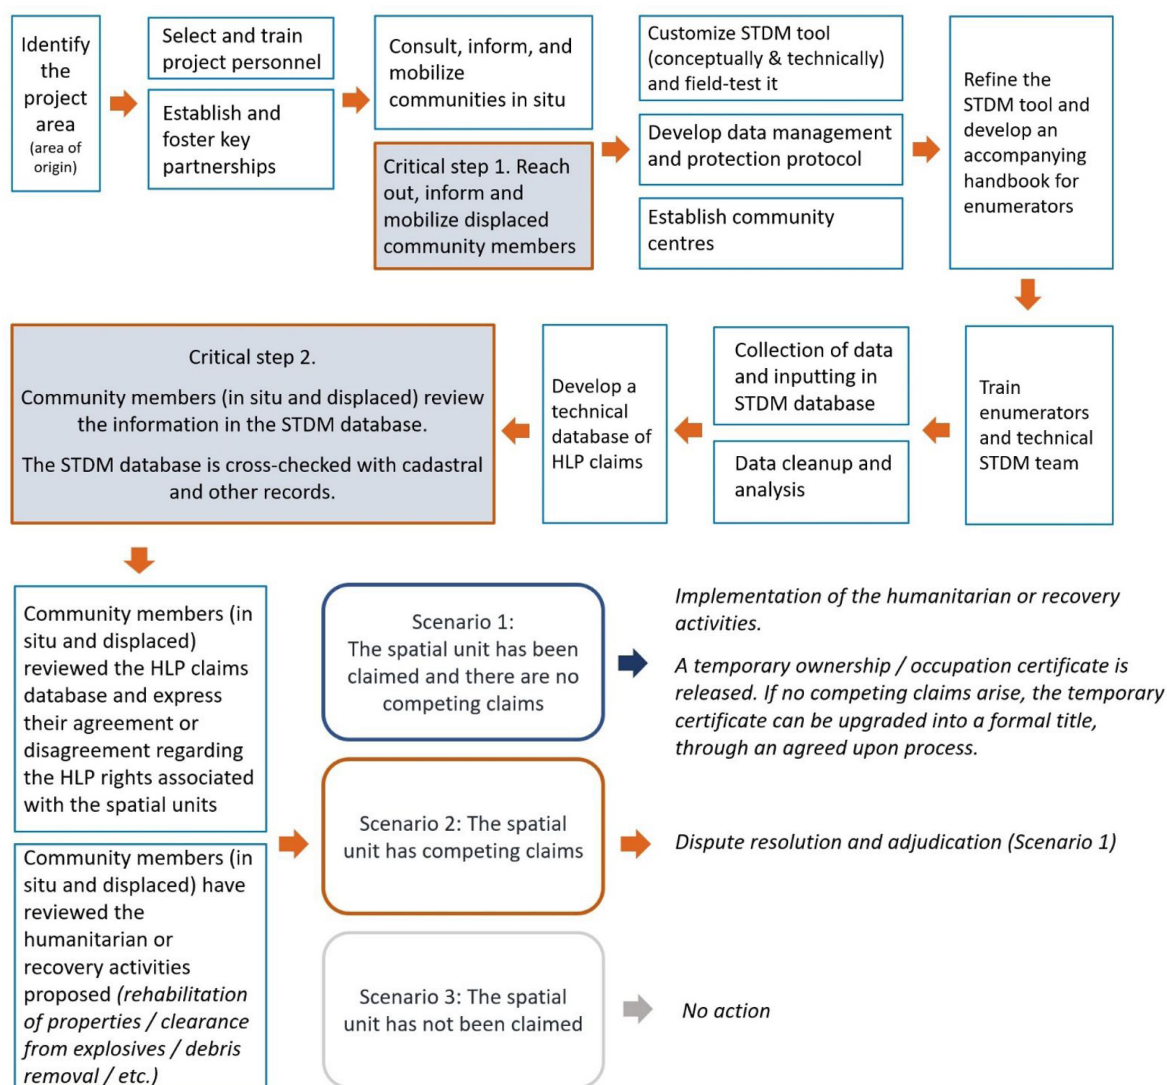 Identify
the
project
area
(area of
origin)
Select and train
project personnel
Establish and
foster key
partnerships
Consult, inform, and
mobilize
communities in situ
Critical step 1. Reach
out, inform and
mobilize displaced
community members
Customize STDM tool
(conceptually & technically)
and field-test it
Develop data management
and protection protocol
Establish community
centres
Refine the
STDM tool and
develop an
accompanying
handbook for
enumerators
Train
enumerators
and technical
STDM team
Collection of data
and inputting in
STDM database
Data cleanup and
analysis
Develop a
technical
database of
HLP claims
Critical step 2.
Community members (in situ and displaced) review
the information in the STDM database.
The STDM database is cross-checked with cadastral
and other records.
Community members (in
situ and displaced)
reviewed the HLP claims
database and express
their agreement or
disagreement regarding
the HLP rights associated
with the spatial units
Community members (in
situ and displaced) have
reviewed the
humanitarian or
recovery activities
proposed (rehabilitation
of properties / clearance
from explosives / debris
removal / etc.)
Scenario 1:
The spatial unit has been
claimed and there are no
competing claims
Implementation of the humanitarian or recovery
activities.
A temporary ownership / occupation certificate is
released. If no competing claims arise, the temporary
certificate can be upgraded into a formal title,
through an agreed upon process.
Scenario 2: The spatial
unit has competing claims
Dispute resolution and adjudication (Scenario 1)
Scenario 3: The spatial
unit has not been claimed
No action